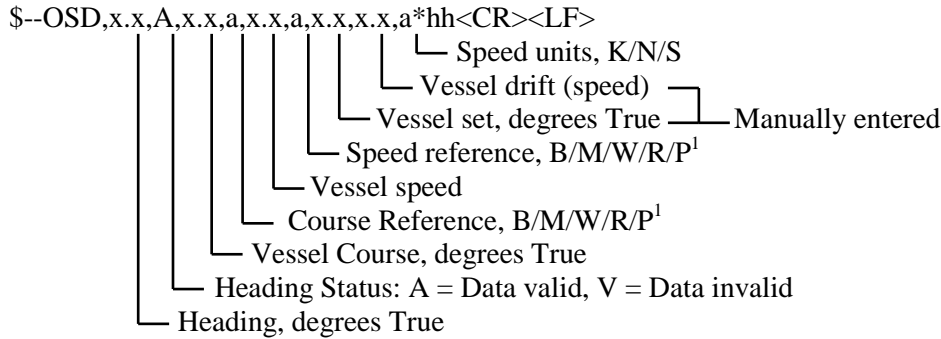 $--OSD,x.x,A,x.x,a,x.x,a,x.x,x.x,a*hh<CR><LF>
Speed units, K/N/S
Vessel drift (speed)
Vessel set, degrees True
Manually entered
Speed reference, B/M/W/R/P¹
Vessel speed
Course Reference, B/M/W/R/P¹
Vessel Course, degrees True
Heading Status: A = Data valid, V = Data invalid
Heading, degrees True